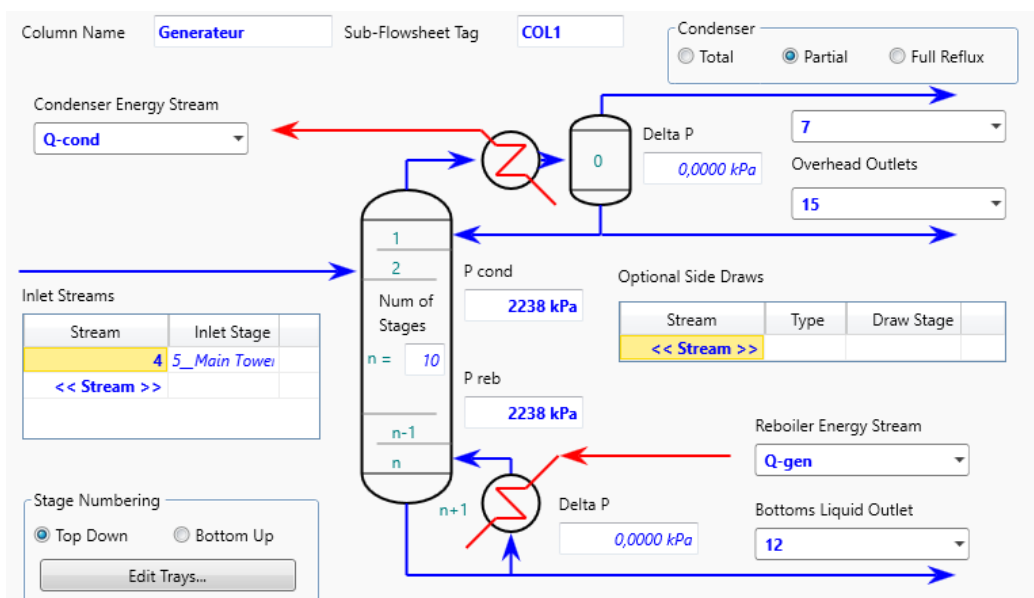 Column Name Generateur Sub-Flowsheet Tag COL1
Condenser
Total Partial Full Reflux
Condenser Energy Stream
Q-cond
Delta P
0,0000 kPa
0
7
Overhead Outlets
15
1
2
Num of
Stages
n = 10
n-1
n
n+1
P cond
2238 kPa
P reb
2238 kPa
Inlet Streams
Stream Inlet Stage
4 5__Main Tower
<< Stream >>
Optional Side Draws
Stream Type Draw Stage
<< Stream >>
Stage Numbering
Top Down Bottom Up
Edit Trays...
Delta P
0,0000 kPa
Reboiler Energy Stream
Q-gen
Bottoms Liquid Outlet
12